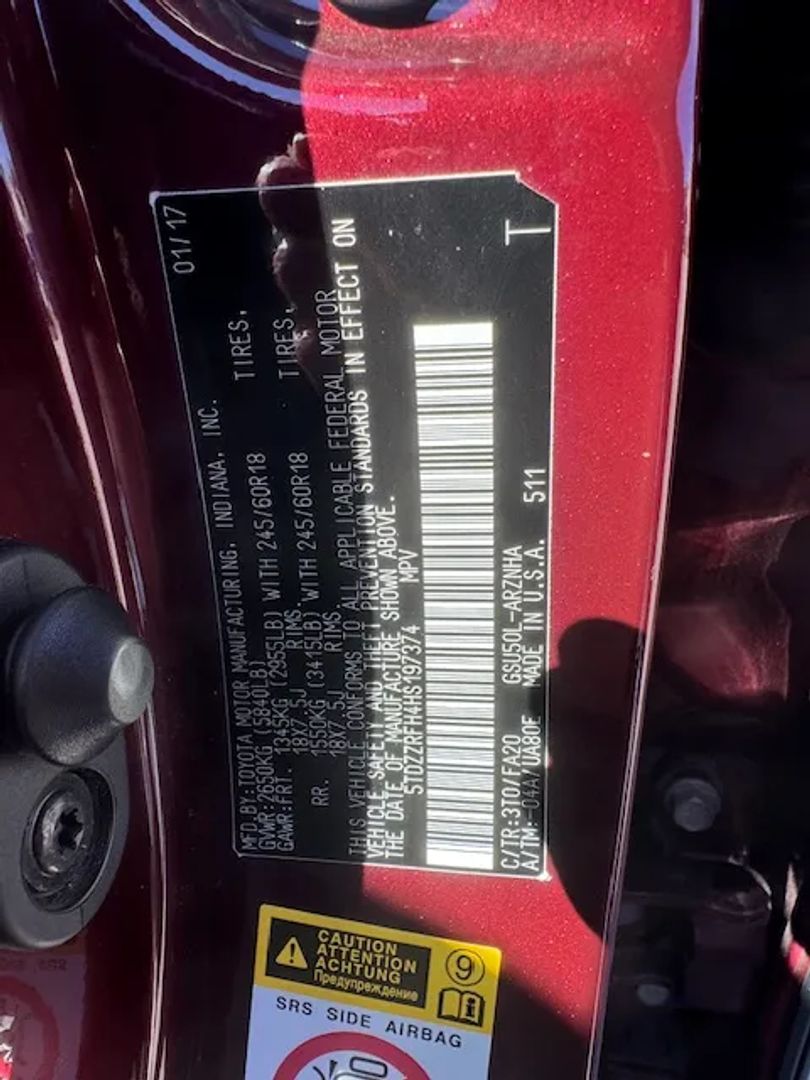 MFD.BY:TOYOTA MOTOR MANUFACTURING, INDIANA, INC. 01/17
GVWR:2650KG (5840LB)
GAWR:FRT. 1345KG (2955LB) WITH 245/60R18 TIRES,
18X7.5J RIMS.
RR. 1550KG (3415LB) WITH 245/60R18 TIRES,
18X7.5J RIMS.
THIS VEHICLE CONFORMS TO ALL APPLICABLE FEDERAL MOTOR
VEHICLE SAFETY AND THEFT PREVENTION STANDARDS IN EFFECT ON
THE DATE OF MANUFACTURE SHOWN ABOVE.
5TDZZRFH4HS197374 MPV
C/TR:3T0/FA20 GSU50L-ARZNHA
A/TM:-04A/UA80F MADE IN U.S.A. 511
T
CAUTION
ATTENTION
ACHTUNG
Предупреждение
9
SRS SIDE AIRBAG